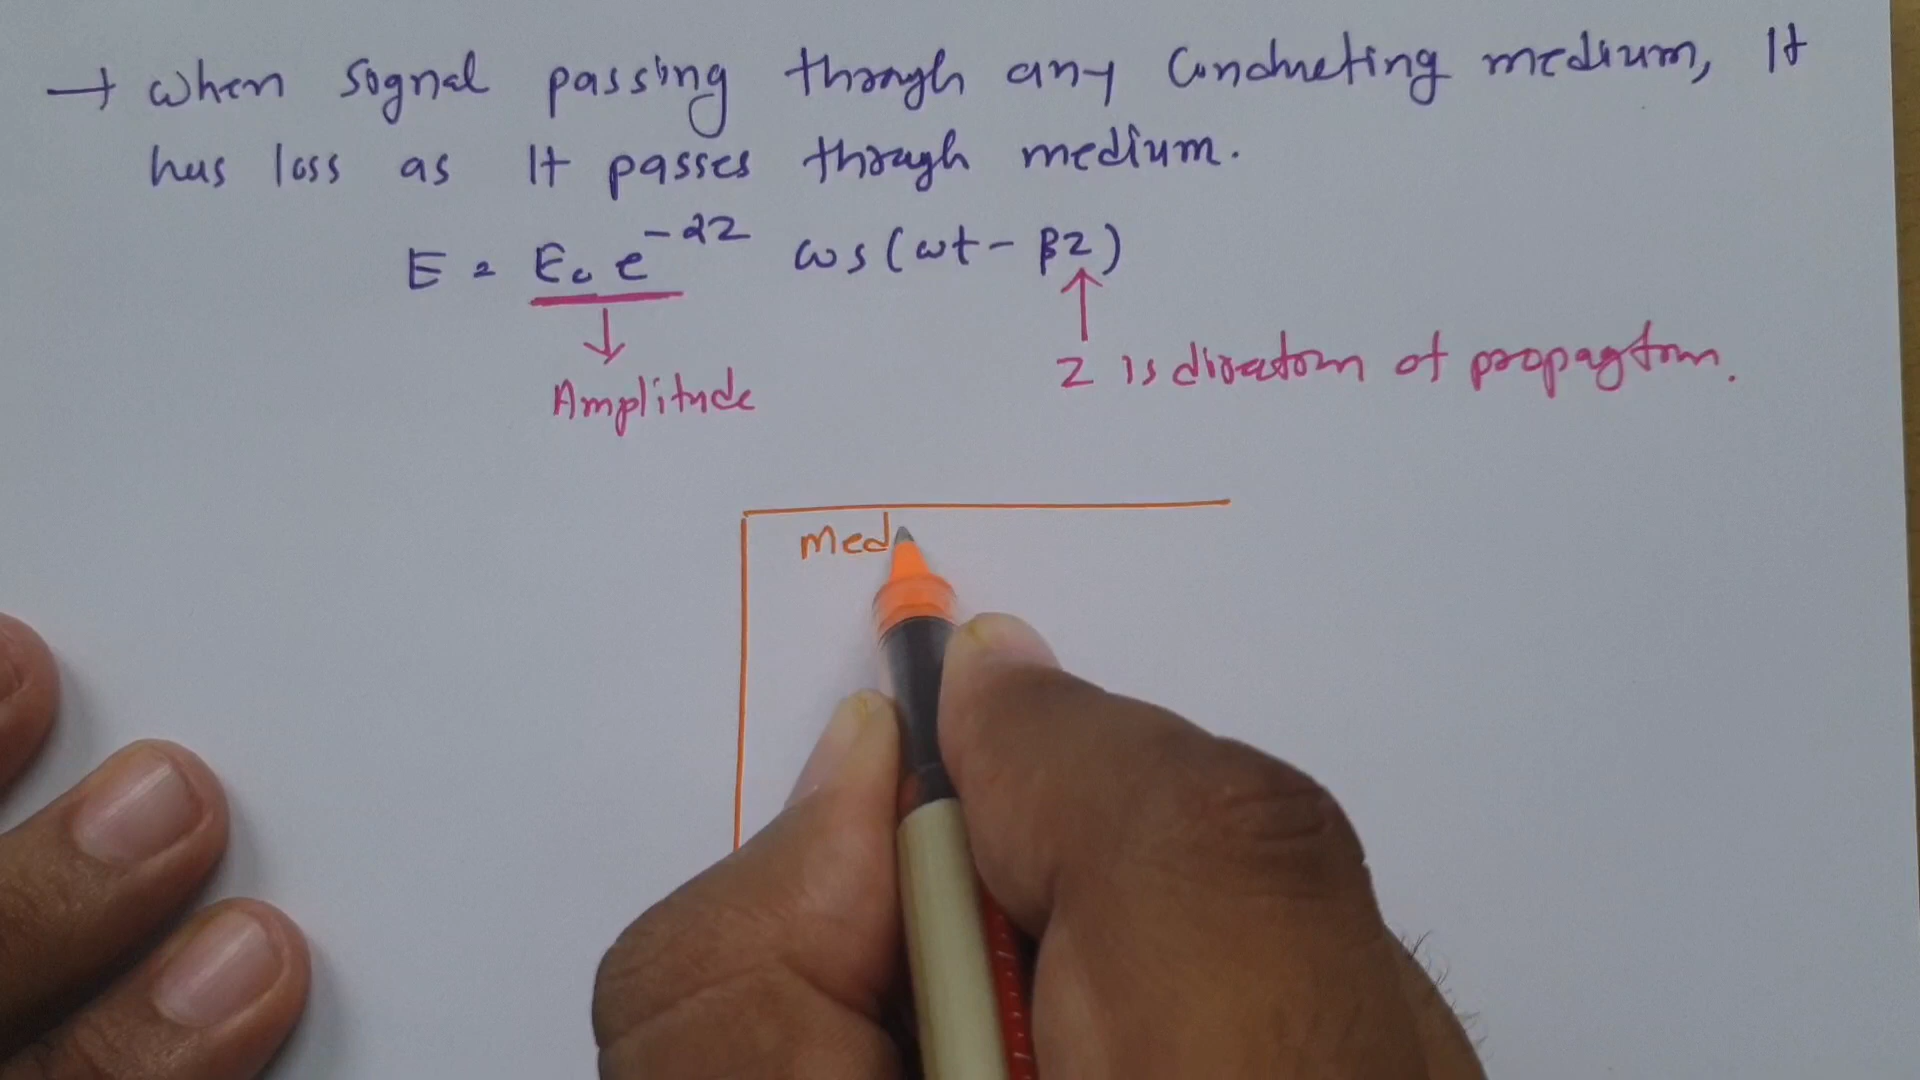 → when signal passing through any conducting medium, It
has loss as It passes through medium.
E = E₀ e^-αz cos(ωt - βz)
Amplitude
z is direction of propagation.
Med